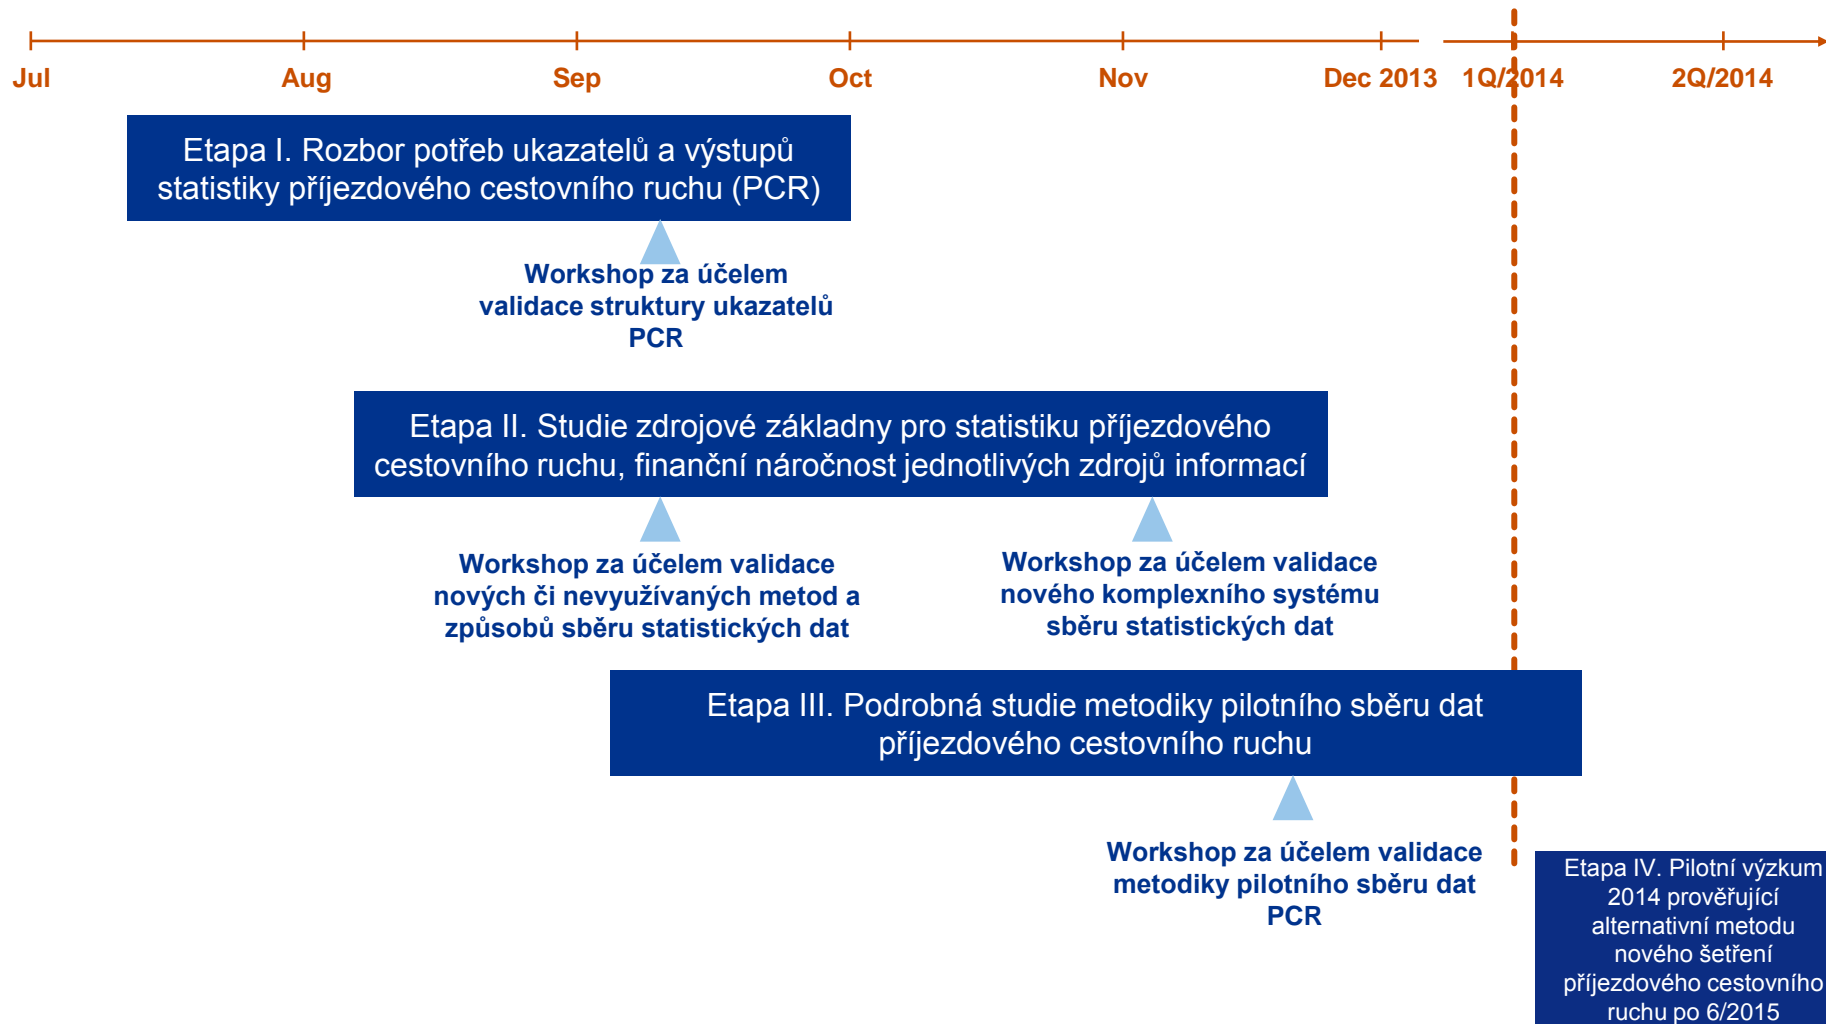 Jul
Aug
Sep
Oct
Nov
Dec 2013
1Q/2014
2Q/2014
Etapa I. Rozbor potřeb ukazatelů a výstupů
statistiky příjezdového cestovního ruchu (PCR)
Workshop za účelem
validace struktury ukazatelů
PCR
Etapa II. Studie zdrojové základny pro statistiku příjezdového
cestovního ruchu, finanční náročnost jednotlivých zdrojů informací
Workshop za účelem validace
nových či nevyužívaných metod a
způsobů sběru statistických dat
Workshop za účelem validace
nového komplexního systému
sběru statistických dat
Etapa III. Podrobná studie metodiky pilotního sběru dat
příjezdového cestovního ruchu
Workshop za účelem validace
metodiky pilotního sběru dat
PCR
Etapa IV. Pilotní výzkum
2014 prověřující
alternativní metodu
nového šetření
příjezdového cestovního
ruchu po 6/2015